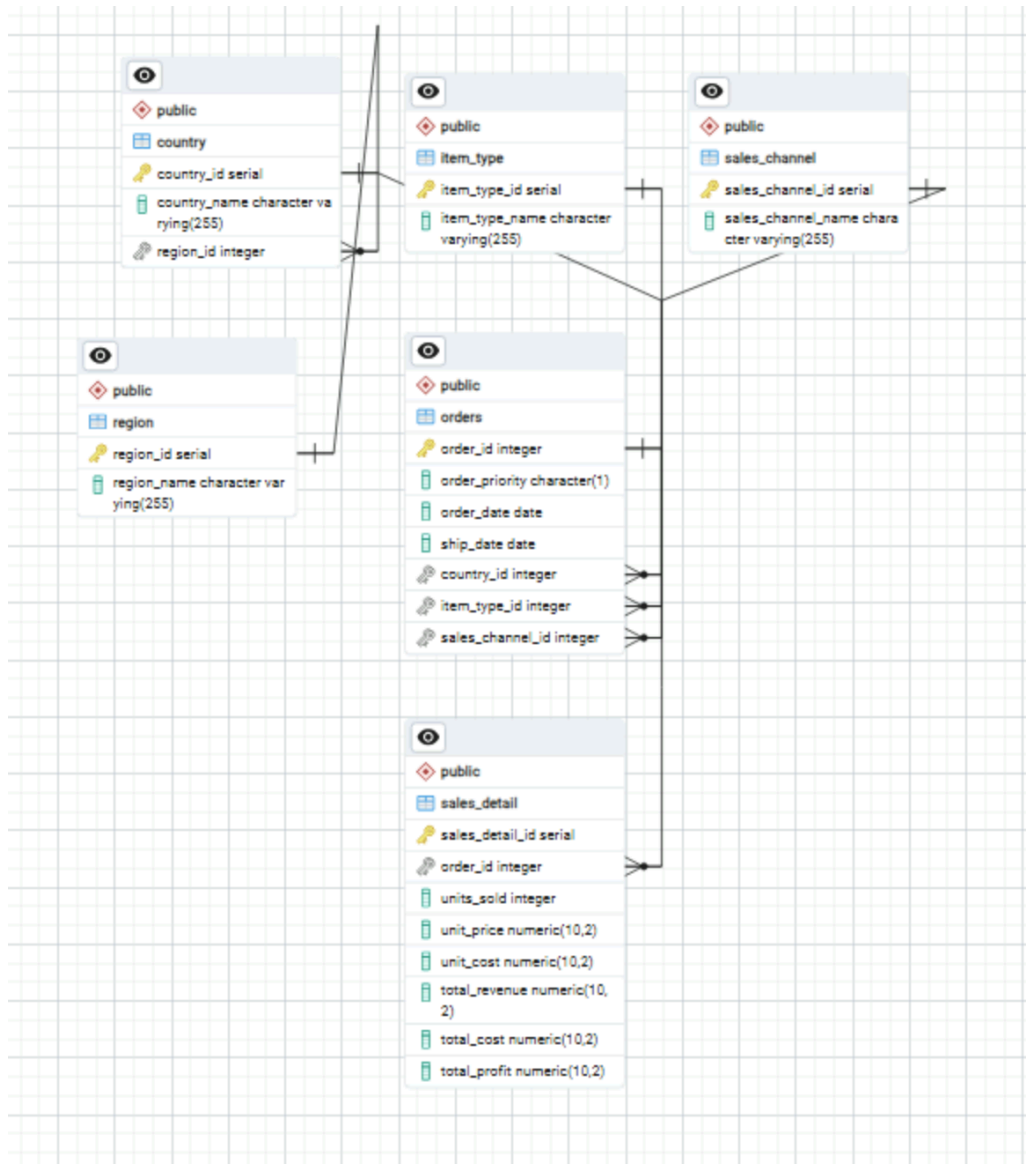 public
country
country_id serial
country_name character va
rying(255)
region_id integer
public
item_type
item_type_id serial
item_type_name character
varying(255)
public
sales_channel
sales_channel_id serial
sales_channel_name chara
cter varying(255)
public
region
region_id serial
region_name character var
ying(255)
public
orders
order_id integer
order_priority character(1)
order_date date
ship_date date
country_id integer
item_type_id integer
sales_channel_id integer
public
sales_detail
sales_detail_id serial
order_id integer
units_sold integer
unit_price numeric(10,2)
unit_cost numeric(10,2)
total_revenue numeric(10,
2)
total_cost numeric(10,2)
total_profit numeric(10,2)